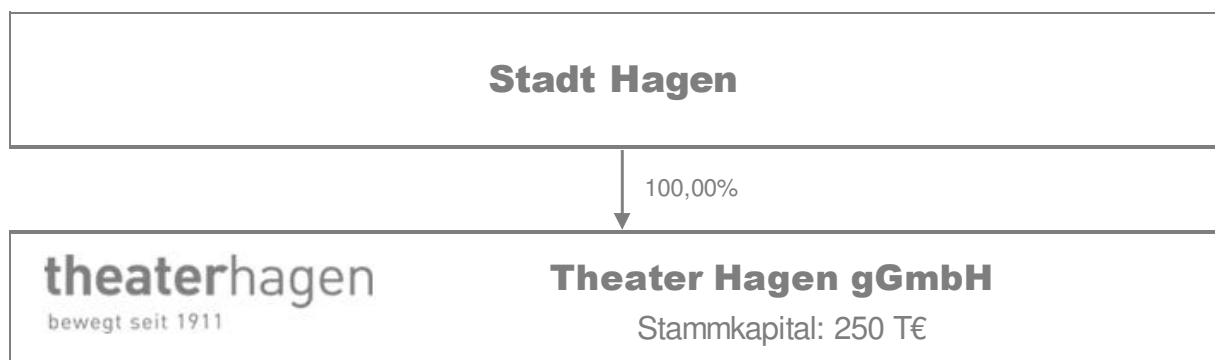 Stadt Hagen
100,00%
theaterhagen
bewegt seit 1911
Theater Hagen gGmbH
Stammkapital: 250 T€